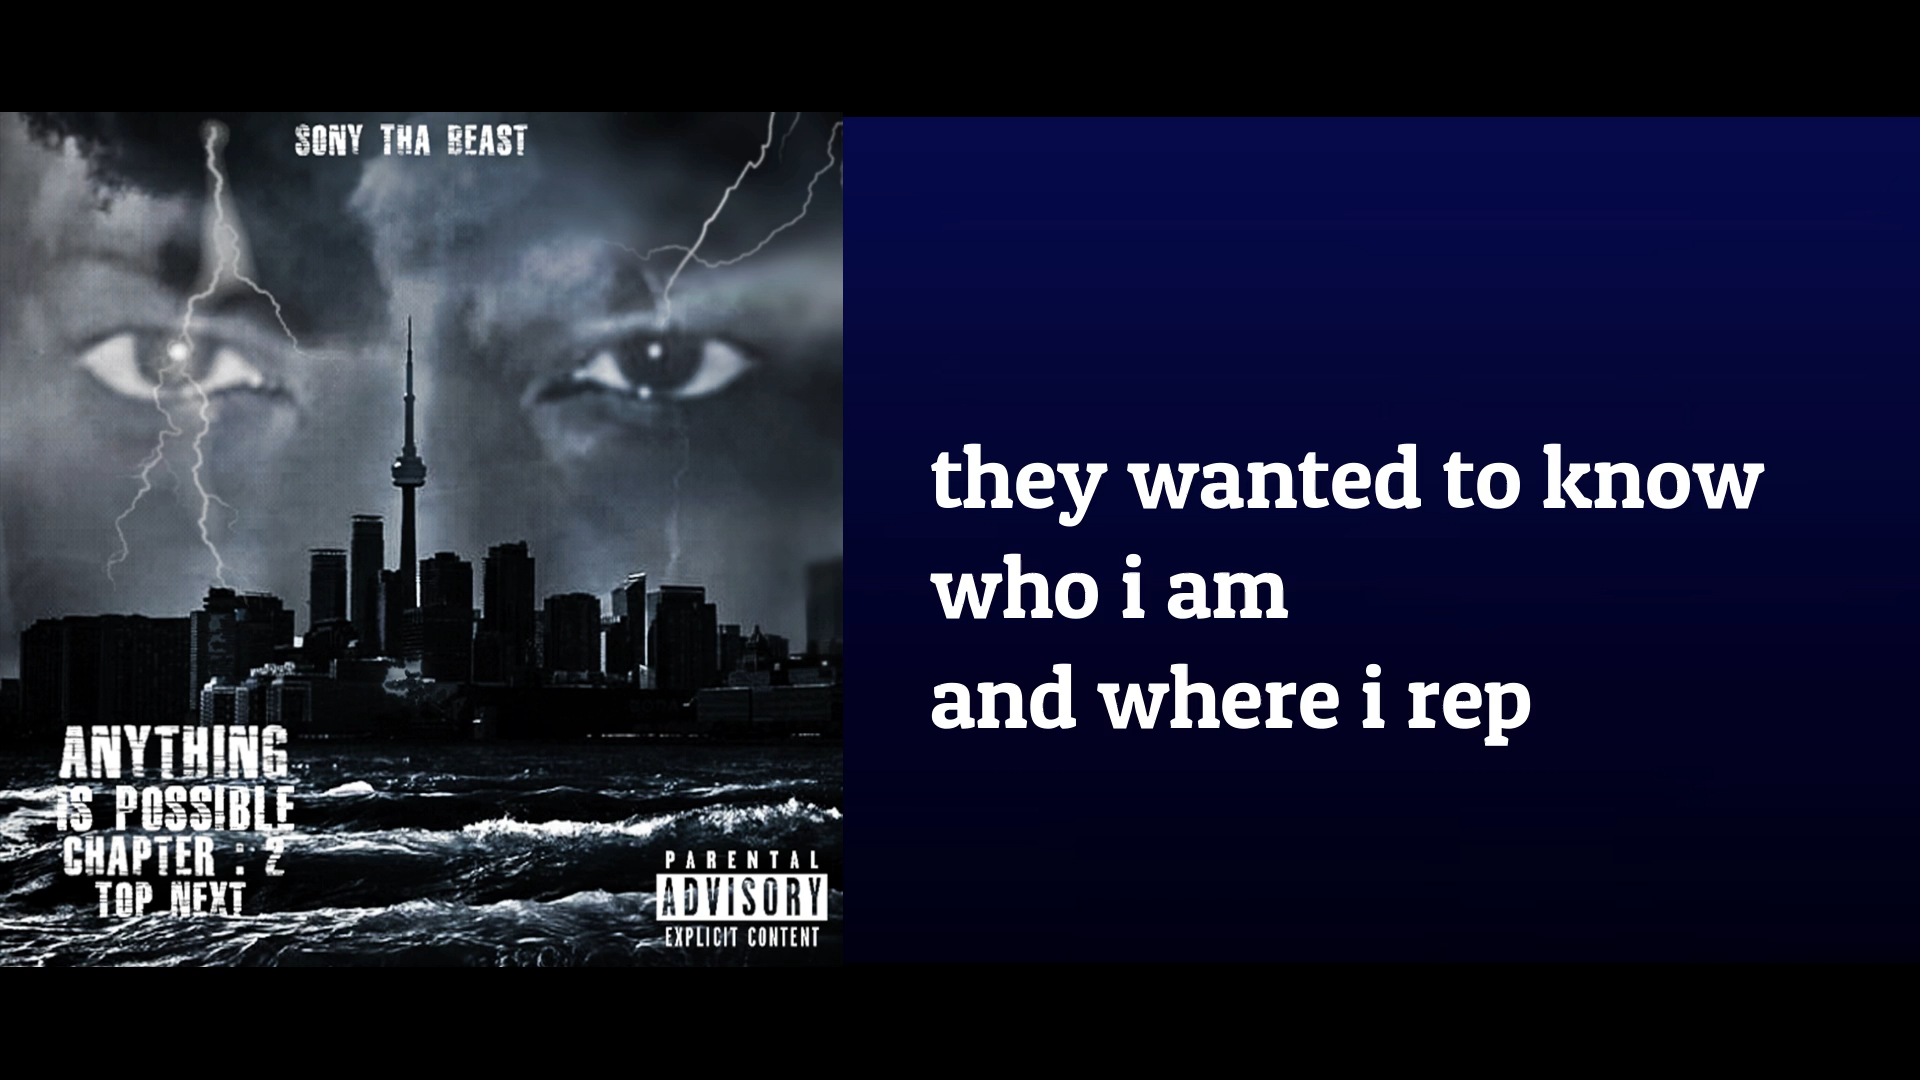 SONY THA BEAST
ANYTHING
IS POSSIBLE
CHAPTER : 2
TOP NEXT
PARENTAL
ADVISORY
EXPLICIT CONTENT
they wanted to know
who i am
and where i rep